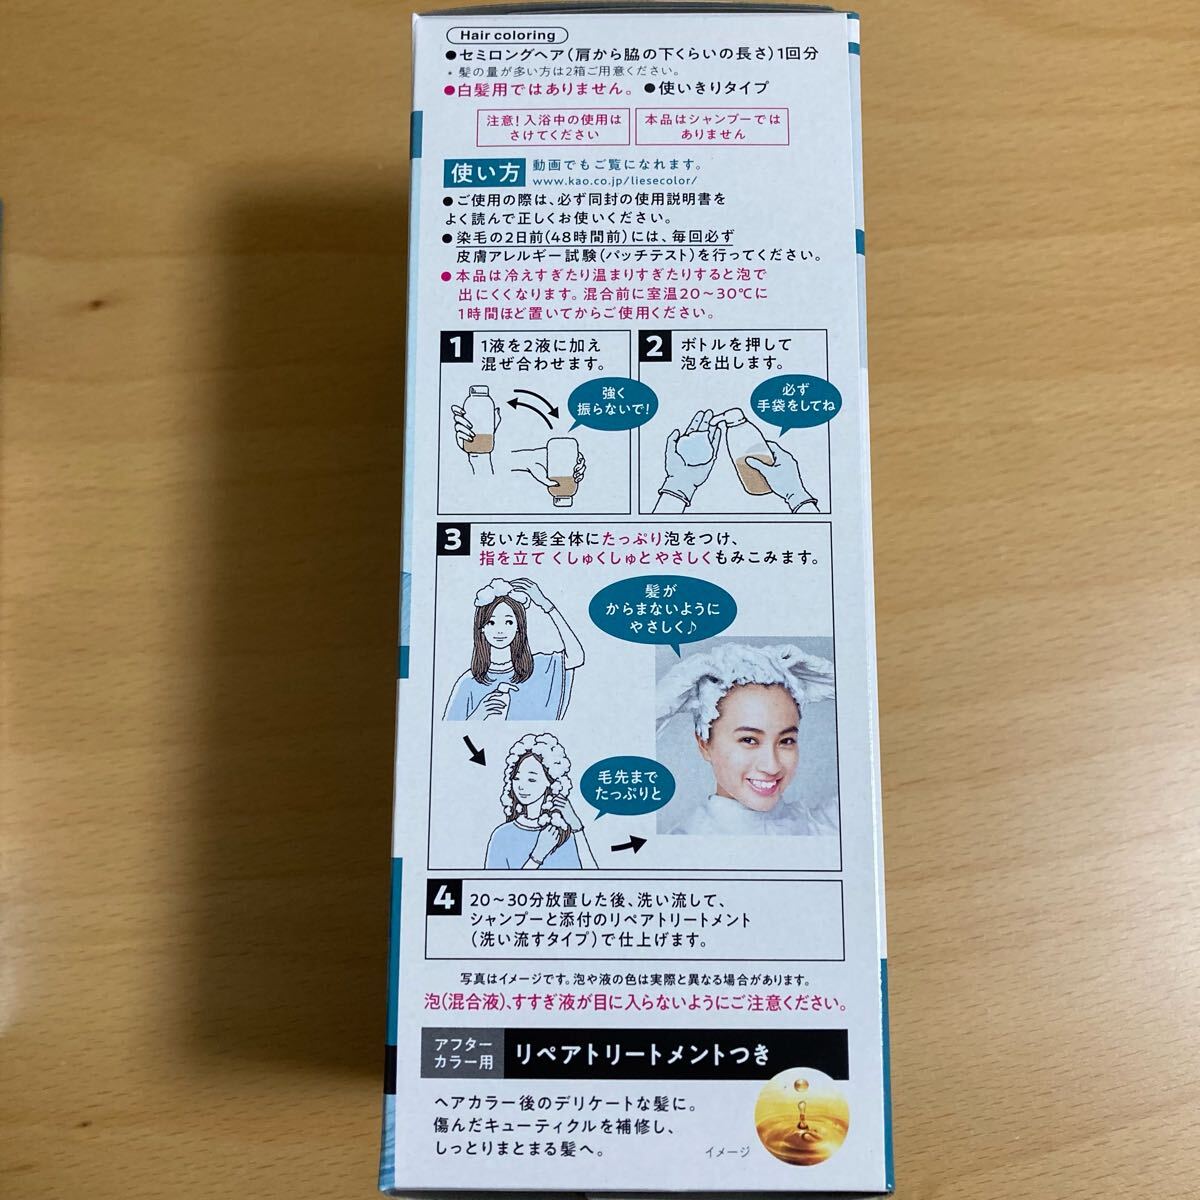 Hair coloring
●セミロングヘア(肩から脇の下くらいの長さ)1回分
* 髪の量が多い方は2箱ご用意ください。
●白髪用ではありません。 ●使いきりタイプ
注意!入浴中の使用は
さけてください
本品はシャンプーでは
ありません
使い方
動画でもご覧になれます。
www.kao.co.jp/liesecolor/
●ご使用の際は、必ず同封の使用説明書を
よく読んで正しくお使いください。
●染毛の2日前(48時間前)には、毎回必ず
皮膚アレルギー試験(パッチテスト)を行ってください。
●本品は冷えすぎたり温まりすぎたりすると泡で
出にくくなります。混合前に室温20〜30℃に
1時間ほど置いてからご使用ください。
1 1液を2液に加え
混ぜ合わせます。
強く
振らないで!
2 ボトルを押して
泡を出します。
必ず
手袋をしてね
3 乾いた髪全体にたっぷり泡をつけ、
指を立て くしゅくしゅとやさしくもみこみます。
髪が
からまないように
やさしく♪
毛先まで
たっぷりと
4 20〜30分放置した後、洗い流して、
シャンプーと添付のリペアトリートメント
(洗い流すタイプ)で仕上げます。
写真はイメージです。泡や液の色は実際と異なる場合があります。
泡(混合液)、すすぎ液が目に入らないようにご注意ください。
アフター
カラー用
リペアトリートメントつき
ヘアカラー後のデリケートな髪に。
傷んだキューティクルを補修し、
しっとりまとまる髪へ。
イメージ